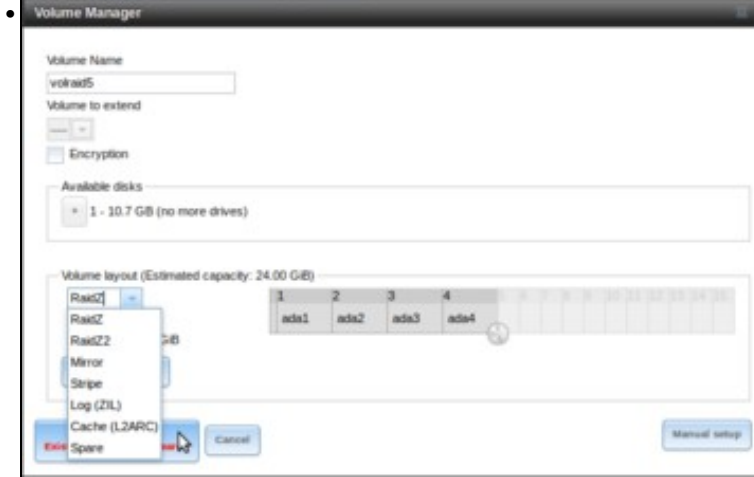 Volume Manager
Volume Name
volraid5
Volume to extend
Encryption
Available disks
+ 1 - 10.7 GB (no more drives)
Volume layout (Estimated capacity: 24.00 GiB)
RaidZ
1 2 3 4
ada1 ada2 ada3 ada4
RaidZ
RaidZ2
Mirror
Stripe
Log (ZIL)
Cache (L2ARC)
Spare
GiB
Cancel
Manual setup